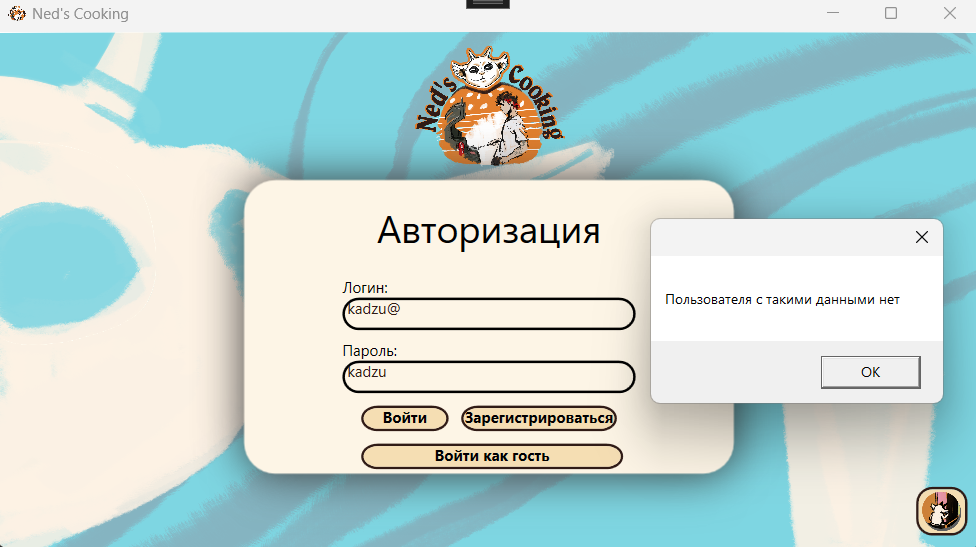 Ned's Cooking
Ned's Cooking
Авторизация
Логин:
kadzu@
Пароль:
kadzu
Войти
Зарегистрироваться
Войти как гость
Пользователя с такими данными нет
OK